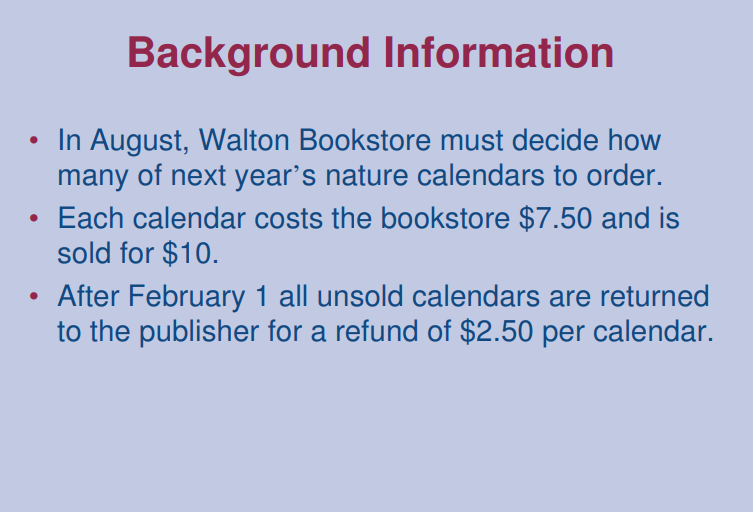 Background Information
• In August, Walton Bookstore must decide how
many of next year’s nature calendars to order.
• Each calendar costs the bookstore $7.50 and is
sold for $10.
• After February 1 all unsold calendars are returned
to the publisher for a refund of $2.50 per calendar.